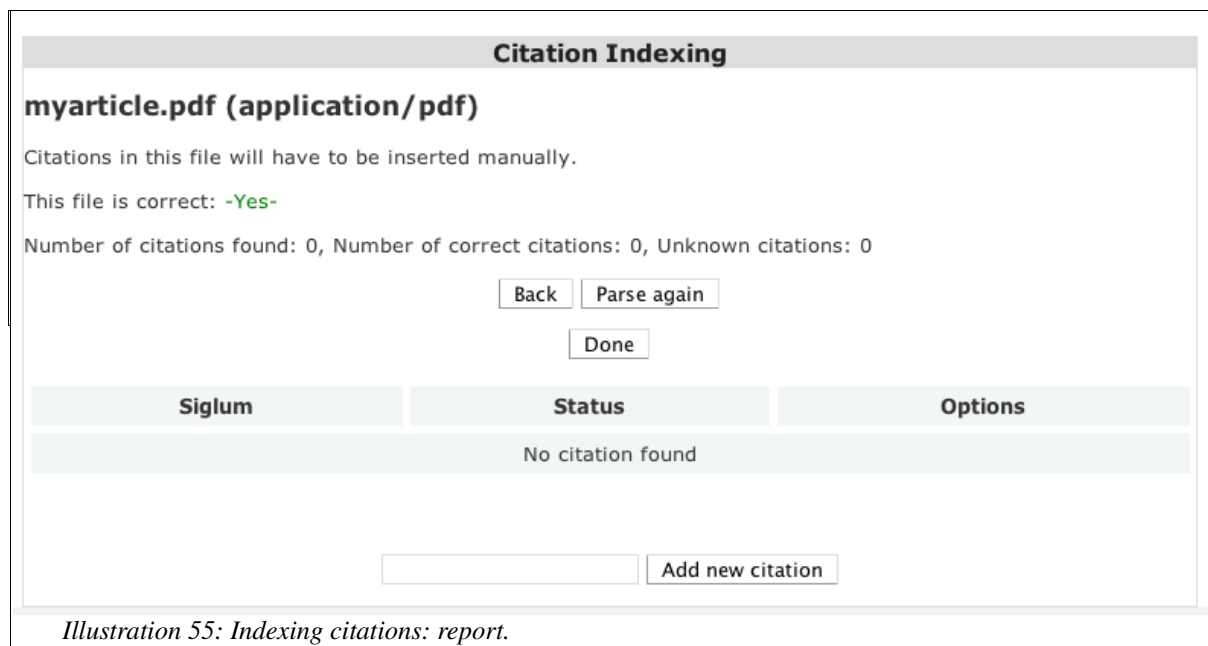 Citation Indexing
myarticle.pdf (application/pdf)
Citations in this file will have to be inserted manually.
This file is correct: -Yes-
Number of citations found: 0, Number of correct citations: 0, Unknown citations: 0
Back Parse again
Done
Siglum Status Options
No citation found
Add new citation
Illustration 55: Indexing citations: report.